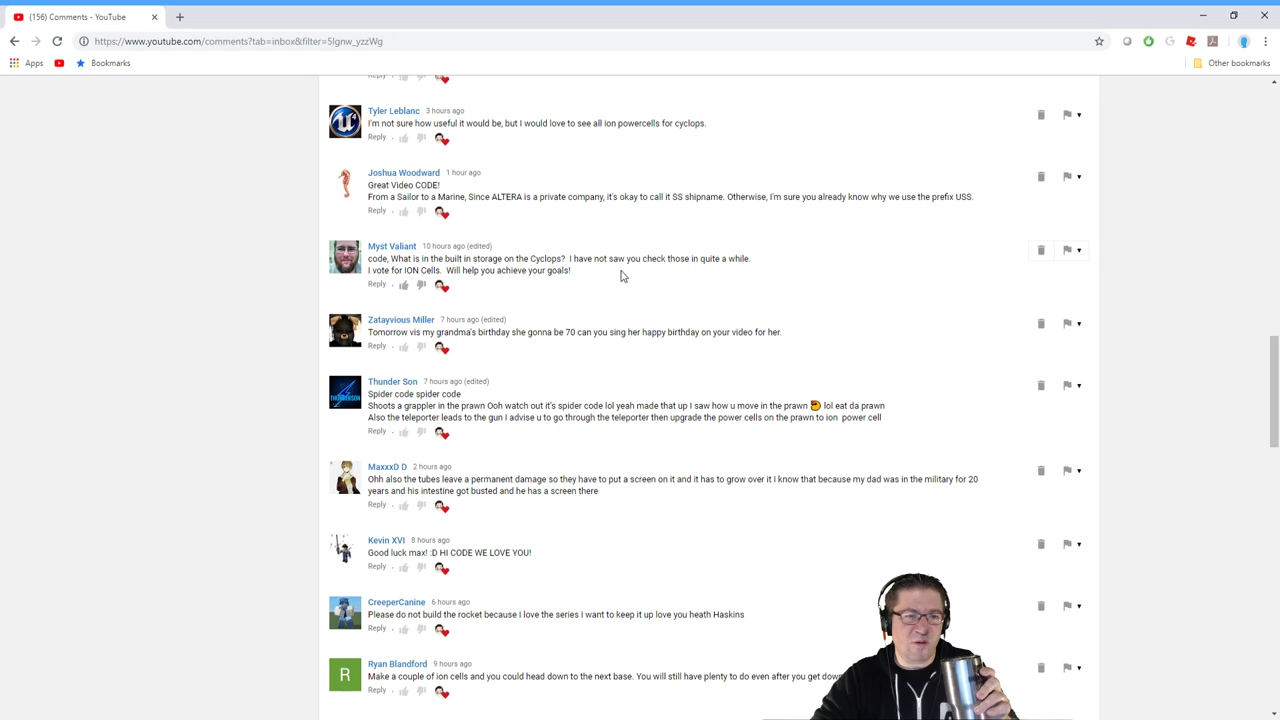 (156) Comments - YouTube
https://www.youtube.com/comments?tab=inbox&filter=5lgnw_yzzWg
Apps
Bookmarks
Other bookmarks
Reply
Tyler Leblanc 3 hours ago
I'm not sure how useful it would be, but I would love to see all ion powercells for cyclops.
Reply
Joshua Woodward 1 hour ago
Great Video CODE!
From a Sailor to a Marine, Since ALTERA is a private company, it's okay to call it SS shipname. Otherwise, I'm sure you already know why we use the prefix USS.
Reply
Myst Valiant 10 hours ago (edited)
code, What is in the built in storage on the Cyclops? I have not saw you check those in quite a while.
I vote for ION Cells. Will help you achieve your goals!
Reply
Zatayvious Miller 7 hours ago (edited)
Tomorrow vis my grandma's birthday she gonna be 70 can you sing her happy birthday on your video for her.
Reply
THUNDERSON
Thunder Son 7 hours ago (edited)
Spider code spider code
Shoots a grappler in the prawn Ooh watch out it's spider code lol yeah made that up I saw how u move in the prawn lol eat da prawn
Also the teleporter leads to the gun I advise u to go through the teleporter then upgrade the power cells on the prawn to ion power cell
Reply
MaxxxD D 2 hours ago
Ohh also the tubes leave a permanent damage so they have to put a screen on it and it has to grow over it I know that because my dad was in the military for 20
years and his intestine got busted and he has a screen there
Reply
Kevin XVI 8 hours ago
Good luck max! :D HI CODE WE LOVE YOU!
Reply
CreeperCanine 6 hours ago
Please do not build the rocket because I love the series I want to keep it up love you heath Haskins
Reply
R
Ryan Blandford 9 hours ago
Make a couple of ion cells and you could head down to the next base. You will still have plenty to do even after you get down
Reply